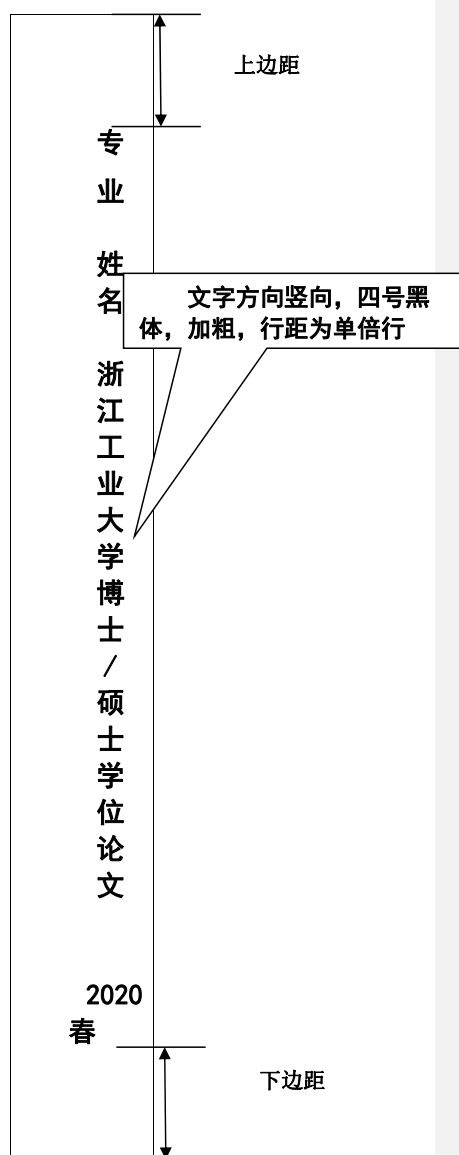 上边距
专业 姓名 浙江工业大学博士/硕士学位论文
文字方向竖向，四号黑
体，加粗，行距为单倍行
2020
春
下边距